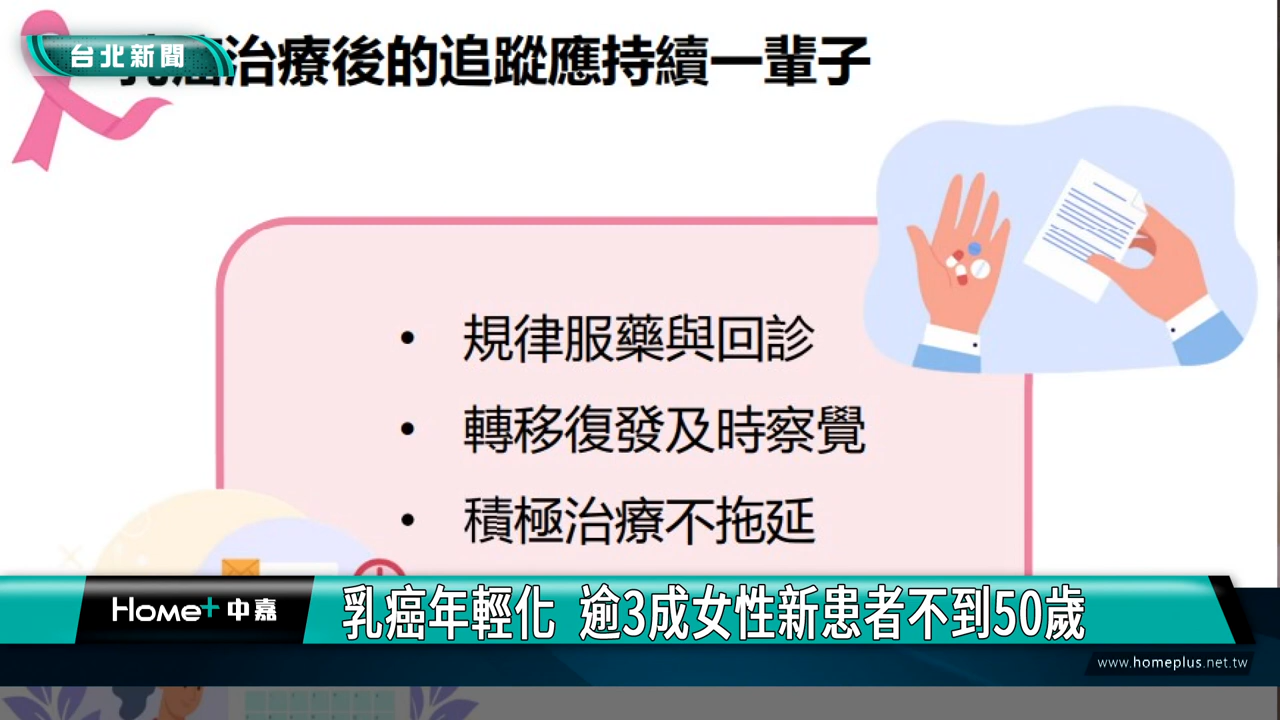 台北新聞
乳癌治療後的追蹤應持續一輩子
• 規律服藥與回診
• 轉移復發及時察覺
• 積極治療不拖延
Home+ 中嘉
乳癌年輕化 逾3成女性新患者不到50歲
www.homeplus.net.tw